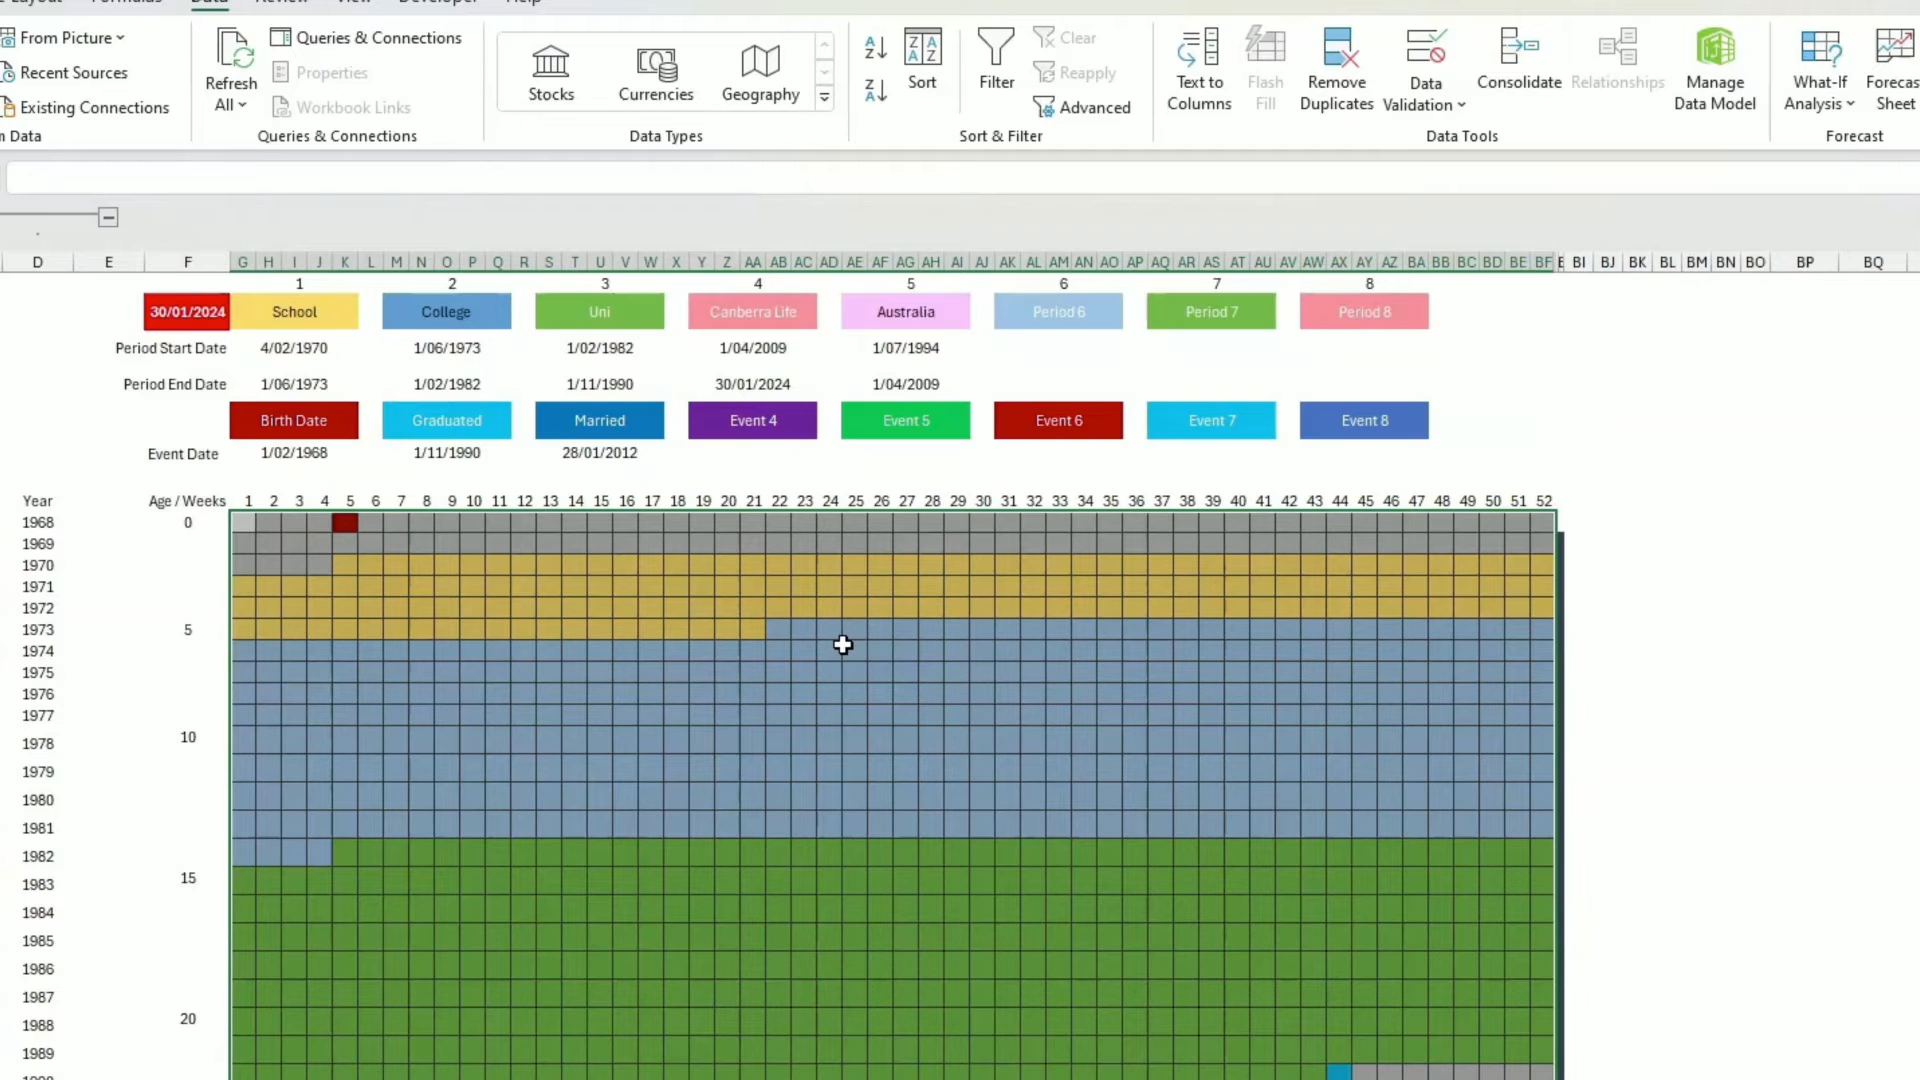 Formulas Data Review View Developer Help
From Picture
Recent Sources
Existing Connections
Refresh All
Queries & Connections
Properties
Workbook Links
Queries & Connections
Stocks Currencies Geography
Data Types
Sort
Filter
Clear
Reapply
Advanced
Sort & Filter
Text to Columns
Flash Fill
Remove Duplicates
Data Validation
Consolidate
Relationships
Manage Data Model
Data Tools
What-If Analysis
Forecast
D E F G H I J K L M N O P Q R S T U V W X Y Z AA AB AC AD AE AF AG AH AI AJ AK AL AM AN AO AP AQ AR AS AT AU AV AW AX AY AZ BA BB BC BD BE BF BI BJ BK BL BM BN BO BP BQ
1 2 3 4 5 6 7 8
30/01/2024 School College Uni Canberra Life Australia Period 6 Period 7 Period 8
Period Start Date 4/02/1970 1/06/1973 1/02/1982 1/04/2009 1/07/1994
Period End Date 1/06/1973 1/02/1982 1/11/1990 30/01/2024 1/04/2009
Birth Date Graduated Married Event 4 Event 5 Event 6 Event 7 Event 8
Event Date 1/02/1968 1/11/1990 28/01/2012
Year Age / Weeks 1 2 3 4 5 6 7 8 9 10 11 12 13 14 15 16 17 18 19 20 21 22 23 24 25 26 27 28 29 30 31 32 33 34 35 36 37 38 39 40 41 42 43 44 45 46 47 48 49 50 51 52
1968 0
1969
1970
1971
1972
1973 5
1974
1975
1976
1977
1978 10
1979
1980
1981
1982
1983 15
1984
1985
1986
1987
1988 20
1989